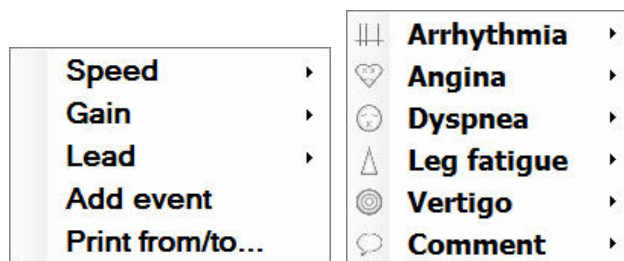 Speed
Gain
Lead
Add event
Print from/to...
Arrhythmia
Angina
Dyspnea
Leg fatigue
Vertigo
Comment